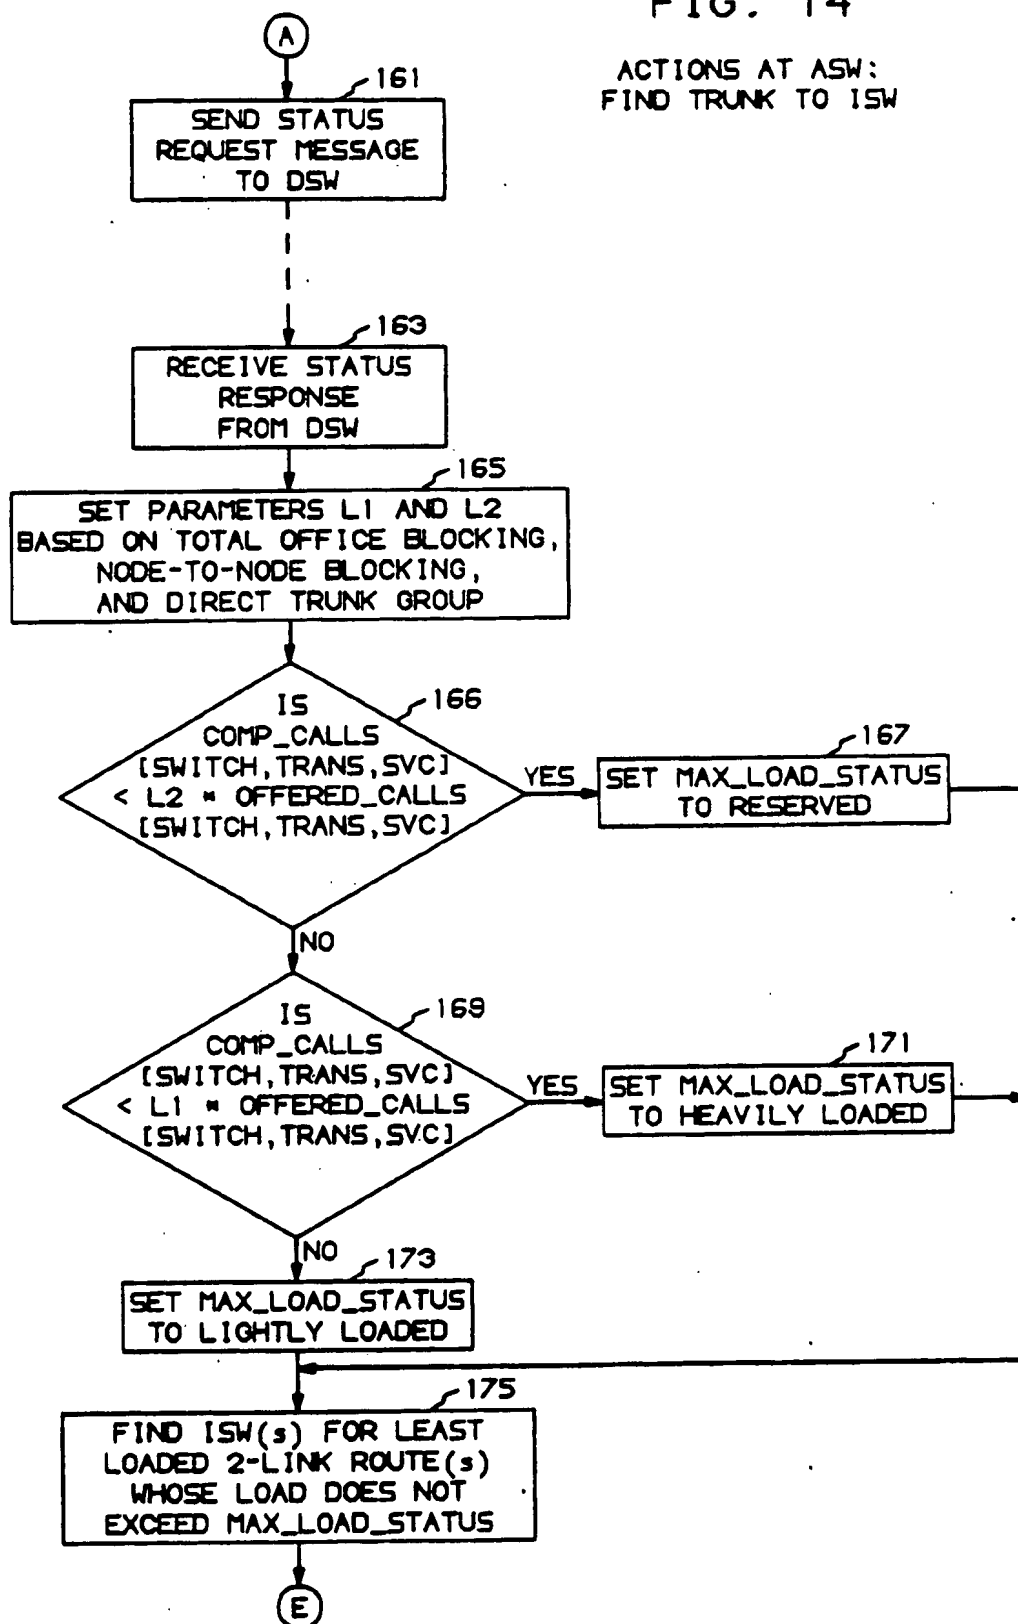 FIG. 14
ACTIONS AT ASW:
FIND TRUNK TO ISW
A
161
SEND STATUS
REQUEST MESSAGE
TO DSW
163
RECEIVE STATUS
RESPONSE
FROM DSW
165
SET PARAMETERS L1 AND L2
BASED ON TOTAL OFFICE BLOCKING,
NODE-TO-NODE BLOCKING,
AND DIRECT TRUNK GROUP
166
IS
COMP_CALLS
[SWITCH,TRANS,SVC]
< L2 * OFFERED_CALLS
[SWITCH,TRANS,SVC]
YES
167
SET MAX_LOAD_STATUS
TO RESERVED
NO
169
IS
COMP_CALLS
[SWITCH,TRANS,SVC]
< L1 * OFFERED_CALLS
[SWITCH,TRANS,SVC]
YES
171
SET MAX_LOAD_STATUS
TO HEAVILY LOADED
NO
173
SET MAX_LOAD_STATUS
TO LIGHTLY LOADED
175
FIND ISW(s) FOR LEAST
LOADED 2-LINK ROUTE(s)
WHOSE LOAD DOES NOT
EXCEED MAX_LOAD_STATUS
E